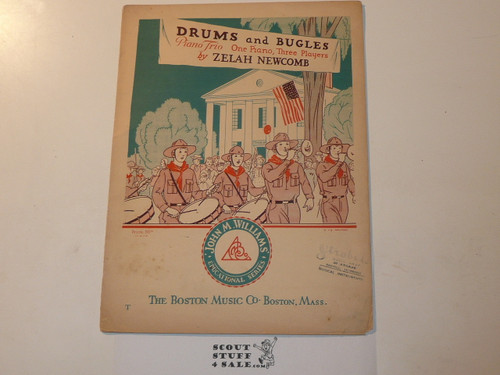 DRUMS and BUGLES
Piano Trio One Piano, Three Players
by ZELAH NEWCOMB
JOHN M. WILLIAMS
EDUCATIONAL SERIES
THE BOSTON MUSIC CO. BOSTON, MASS.
T
SCOUT
STUFF
4 SALE.com